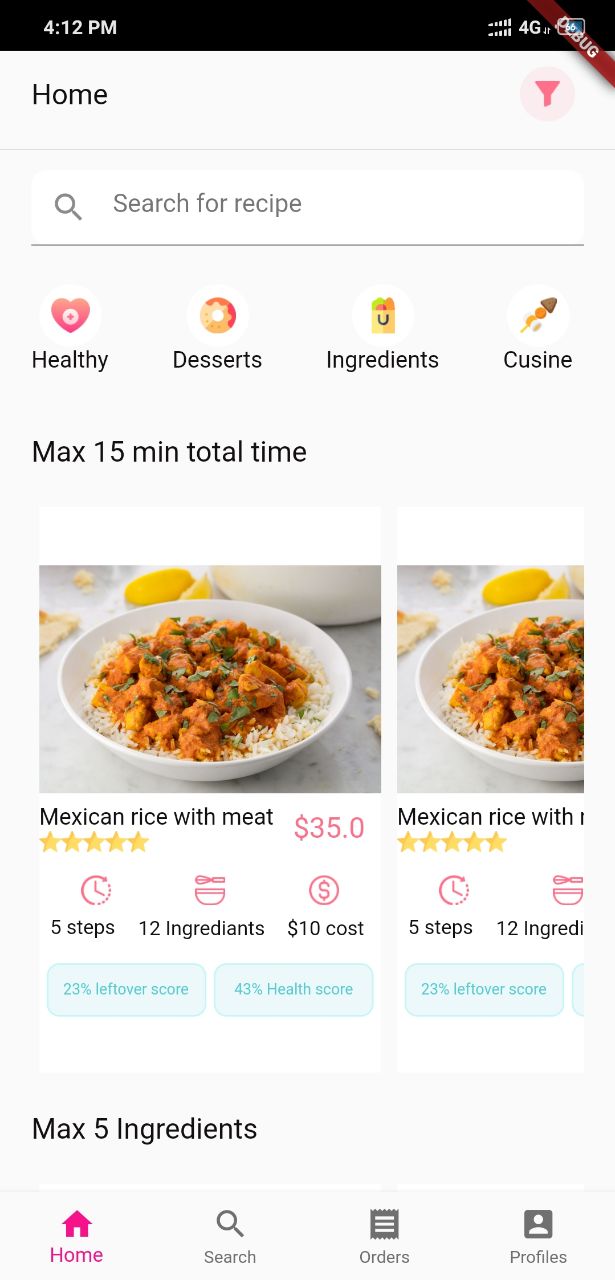 4:12 PM
4G
66
DEBUG
Home
Search for recipe
Healthy
Desserts
Ingredients
Cusine
Max 15 min total time
Mexican rice with meat
$35.0
5 steps
12 Ingrediants
$10 cost
23% leftover score
43% Health score
Mexican rice with
5 steps
12 Ingredi
23% leftover score
Max 5 Ingredients
Home
Search
Orders
Profiles